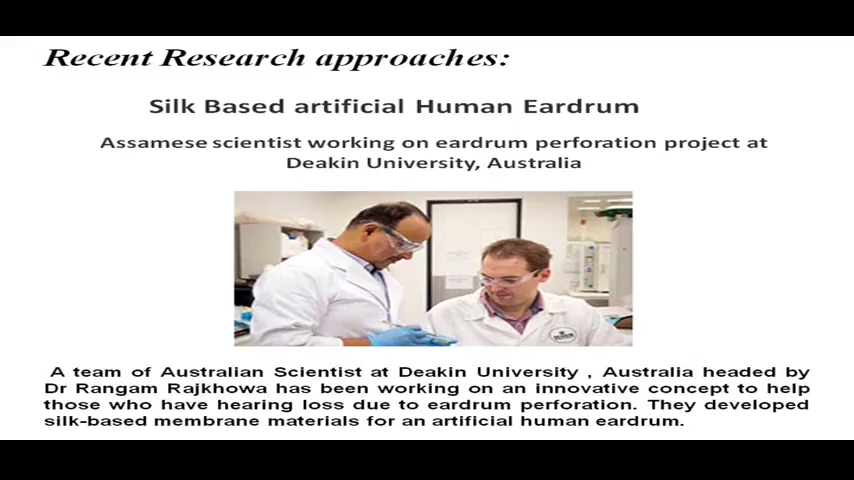 Recent Research approaches:
Silk Based artificial Human Eardrum
Assamese scientist working on eardrum perforation project at
Deakin University, Australia
A team of Australian Scientist at Deakin University , Australia headed by
Dr Rangam Rajkhowa has been working on an innovative concept to help
those who have hearing loss due to eardrum perforation. They developed
silk-based membrane materials for an artificial human eardrum.